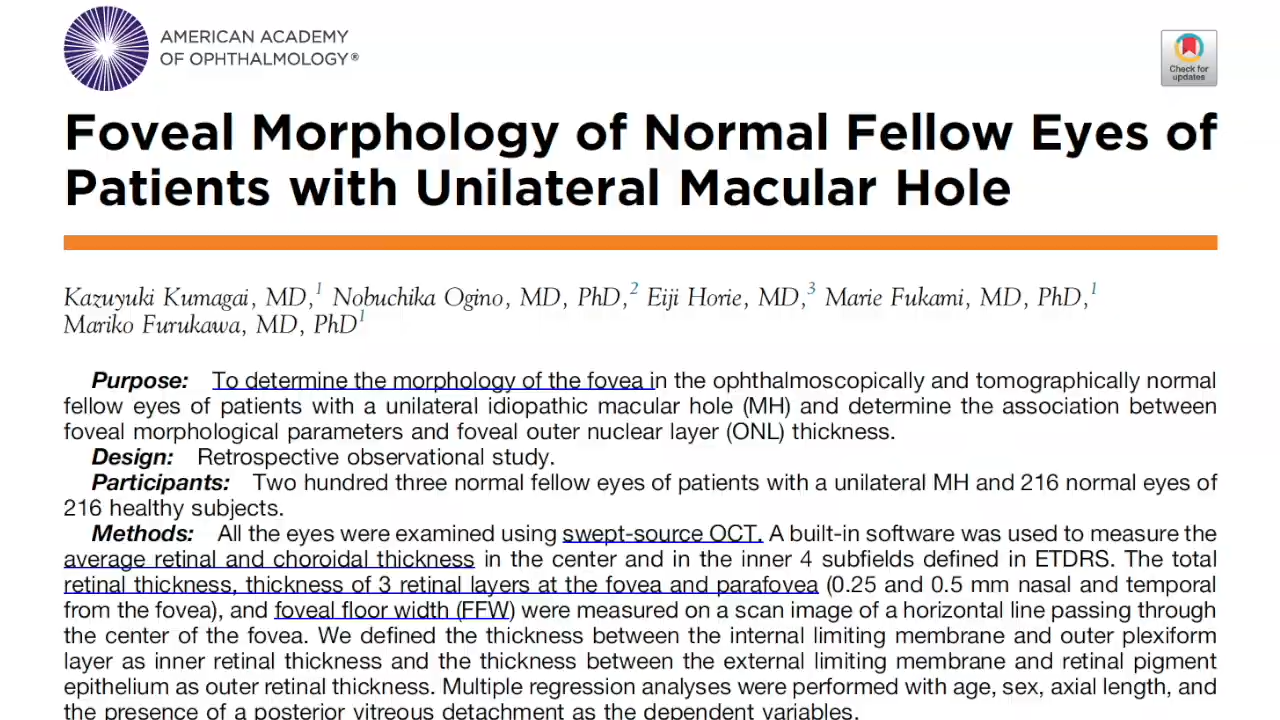 AMERICAN ACADEMY
OF OPHTHALMOLOGY®
Check for
updates
Foveal Morphology of Normal Fellow Eyes of
Patients with Unilateral Macular Hole
Kazuyuki Kumagai, MD,1 Nobuchika Ogino, MD, PhD,2 Eiji Horie, MD,3 Marie Fukami, MD, PhD,1
Mariko Furukawa, MD, PhD1
Purpose: To determine the morphology of the fovea in the ophthalmoscopically and tomographically normal
fellow eyes of patients with a unilateral idiopathic macular hole (MH) and determine the association between
foveal morphological parameters and foveal outer nuclear layer (ONL) thickness.
Design: Retrospective observational study.
Participants: Two hundred three normal fellow eyes of patients with a unilateral MH and 216 normal eyes of
216 healthy subjects.
Methods: All the eyes were examined using swept-source OCT. A built-in software was used to measure the
average retinal and choroidal thickness in the center and in the inner 4 subfields defined in ETDRS. The total
retinal thickness, thickness of 3 retinal layers at the fovea and parafovea (0.25 and 0.5 mm nasal and temporal
from the fovea), and foveal floor width (FFW) were measured on a scan image of a horizontal line passing through
the center of the fovea. We defined the thickness between the internal limiting membrane and outer plexiform
layer as inner retinal thickness and the thickness between the external limiting membrane and retinal pigment
epithelium as outer retinal thickness. Multiple regression analyses were performed with age, sex, axial length, and
the presence of a posterior vitreous detachment as the dependent variables.